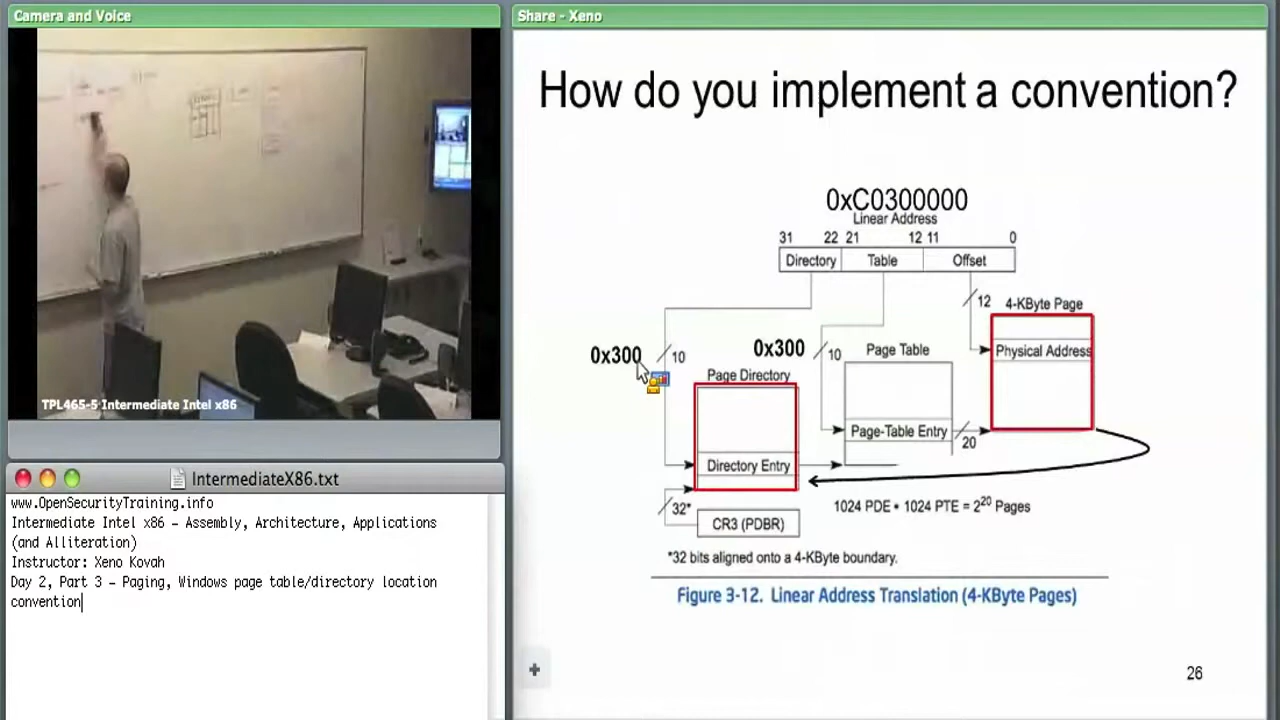 Camera and Voice
TPL465-5 Intermediate Intel x86
IntermediateX86.txt
www.OpenSecurityTraining.info
Intermediate Intel x86 – Assembly, Architecture, Applications
(and Alliteration)
Instructor: Xeno Kovah
Day 2, Part 3 – Paging, Windows page table/directory location
convention
Share - Xeno
How do you implement a convention?
0xC0300000
Linear Address
31 22 21 12 11 0
Directory Table Offset
12 4-KByte Page
0x300 10
0x300 10 Page Table
Physical Address
Page Directory
Page-Table Entry 20
Directory Entry
32*
CR3 (PDBR)
1024 PDE * 1024 PTE = 2^20 Pages
*32 bits aligned onto a 4-KByte boundary.
Figure 3-12. Linear Address Translation (4-KByte Pages)
26